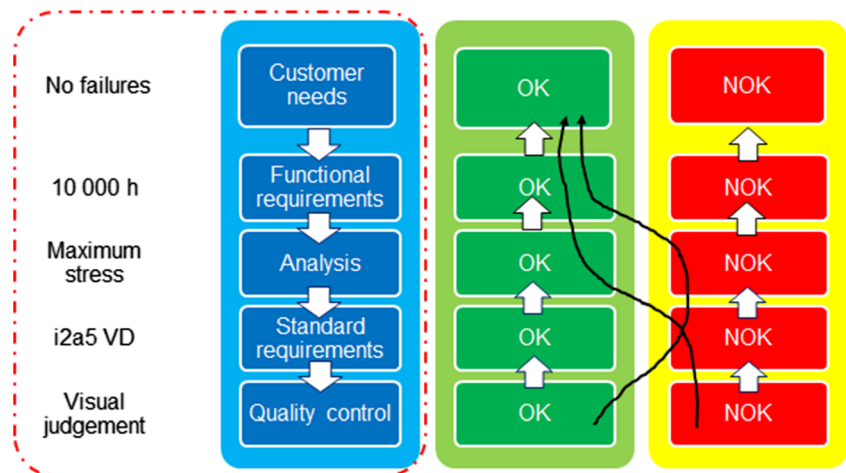 No failures
Customer
needs
OK
NOK
10 000 h
Functional
requirements
OK
NOK
Maximum
stress
Analysis
OK
NOK
i2a5 VD
Standard
requirements
OK
NOK
Visual
judgement
Quality control
OK
NOK